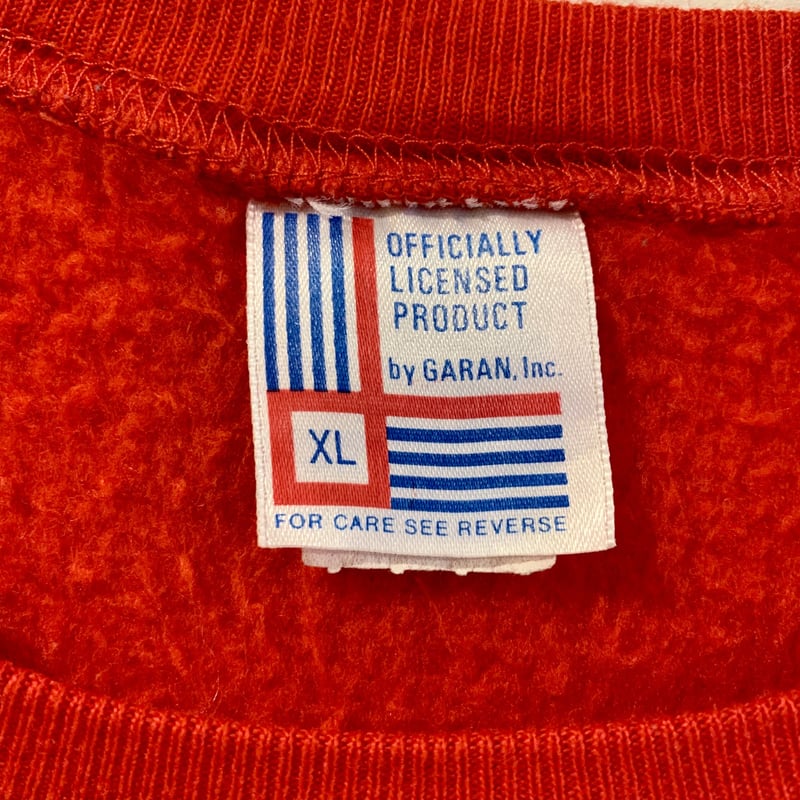 OFFICIALLY
LICENSED
PRODUCT
by GARAN, Inc.
XL
FOR CARE SEE REVERSE